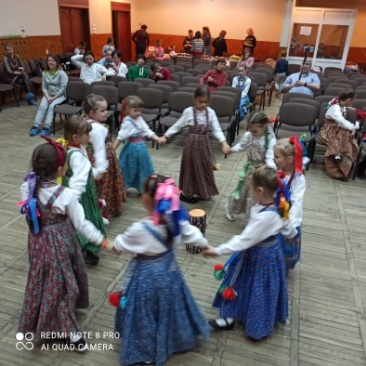 REDMI NOTE 8 PRO
AI QUAD CAMERA